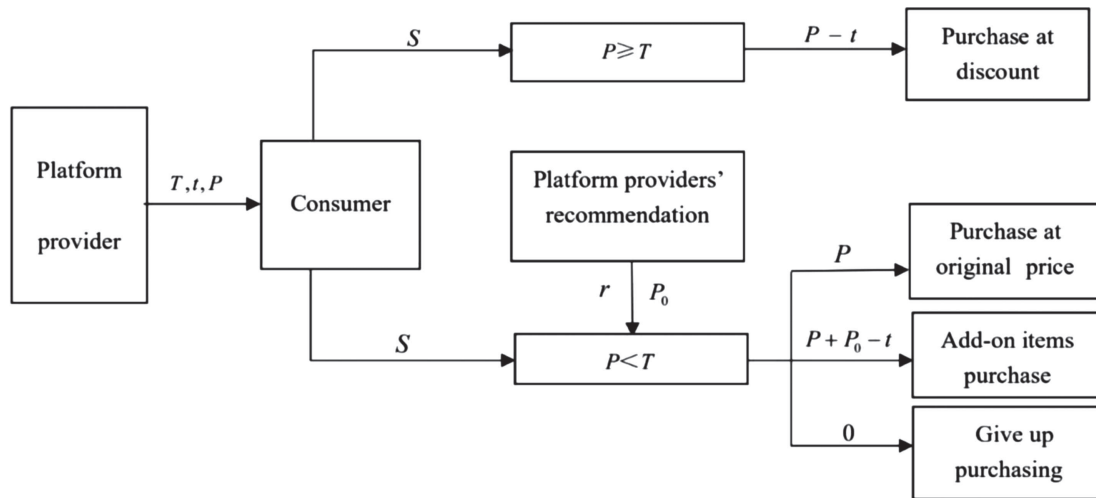 Platform
provider
T,t,P
Consumer
S
P⩾T
P − t
Purchase at
discount
Platform providers’
recommendation
r P₀
S
P<T
P
Purchase at
original price
P + P₀ − t
Add-on items
purchase
0
Give up
purchasing